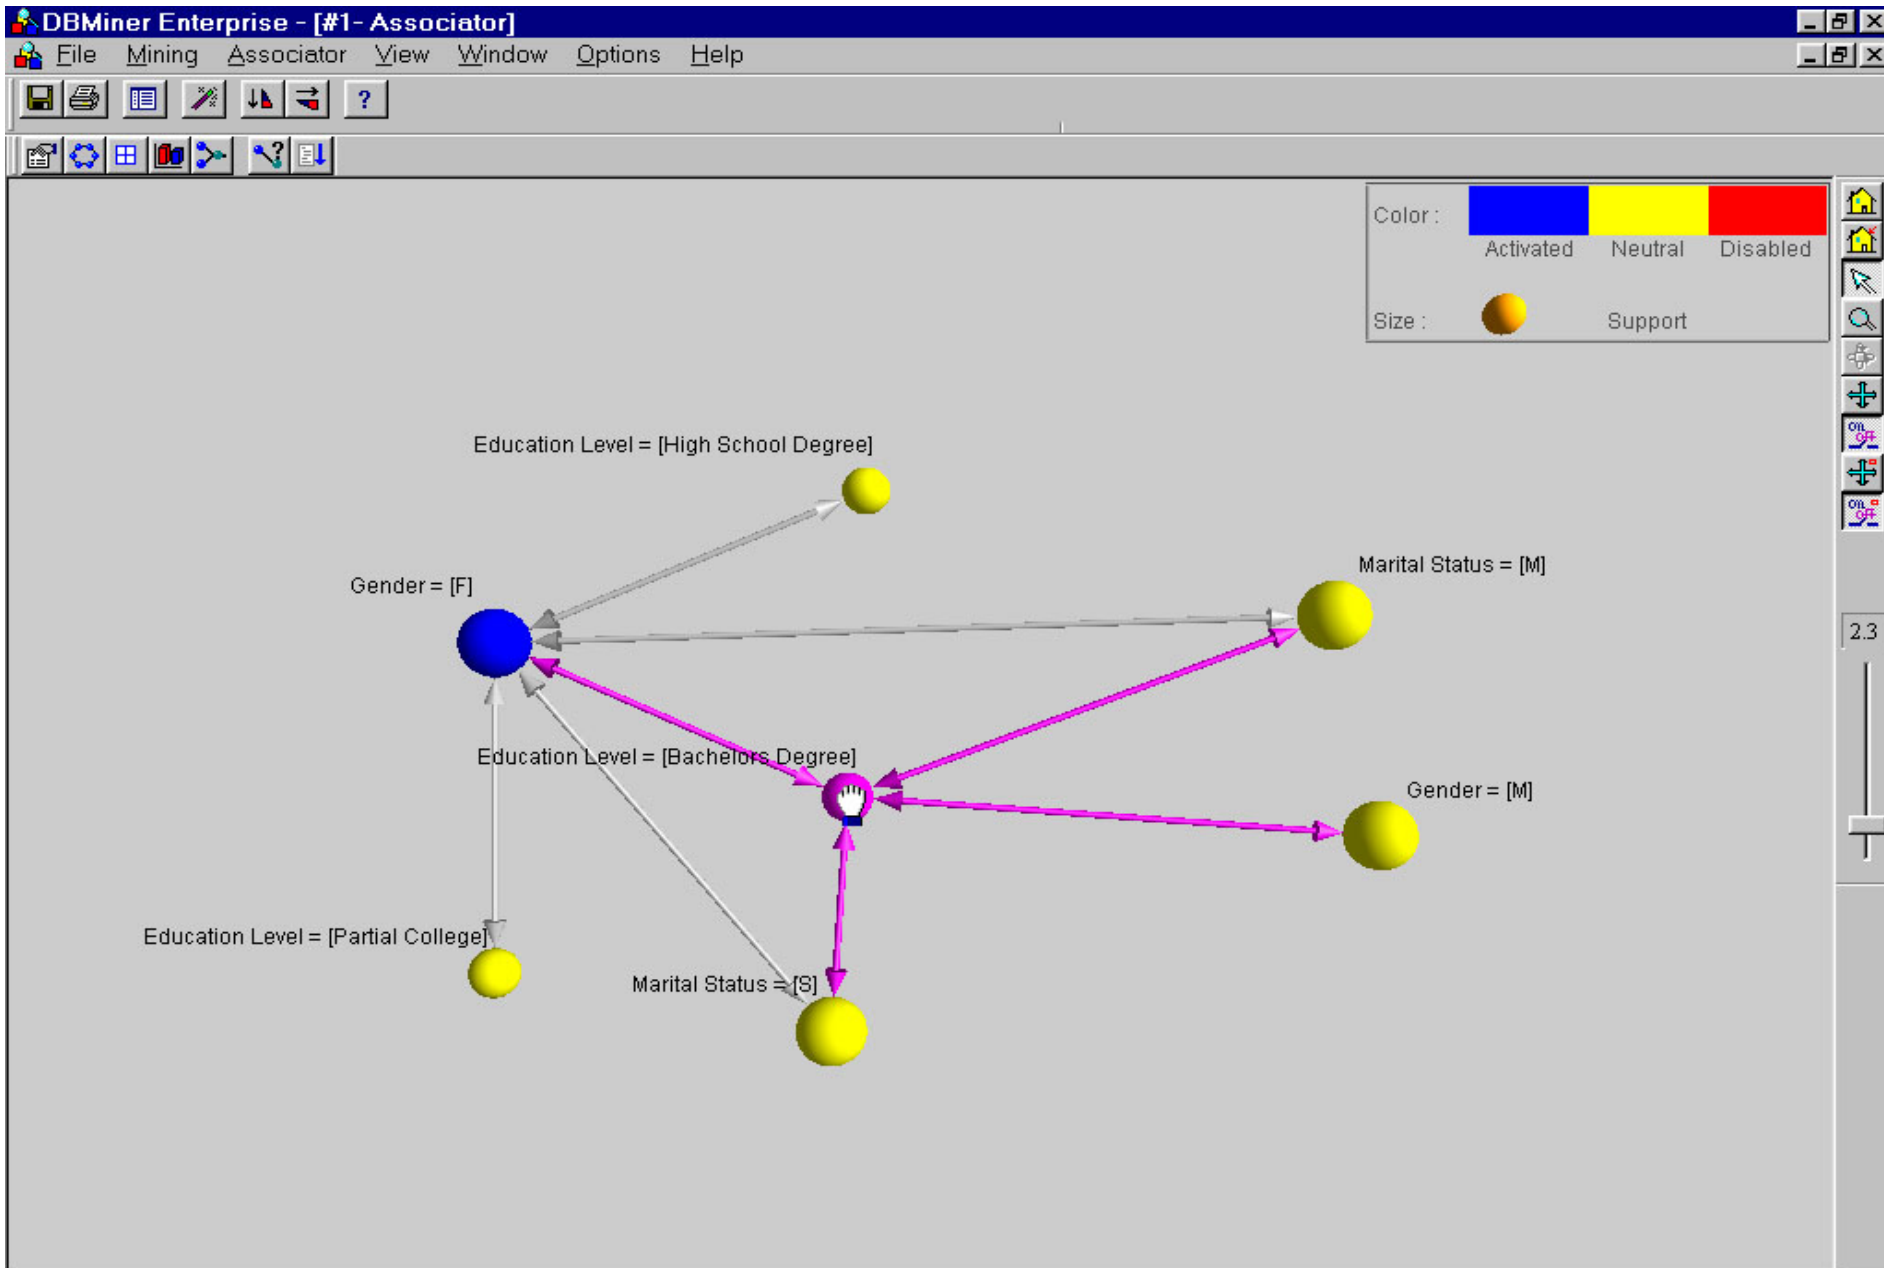 DBMiner Enterprise - [#1- Associator]
File Mining Associator View Window Options Help
?
?
Color :
Activated Neutral Disabled
Size : Support
Education Level = [High School Degree]
Marital Status = [M]
Gender = [F]
2.3
Education Level = [Bachelors Degree]
Gender = [M]
Education Level = [Partial College]
Marital Status = [S]